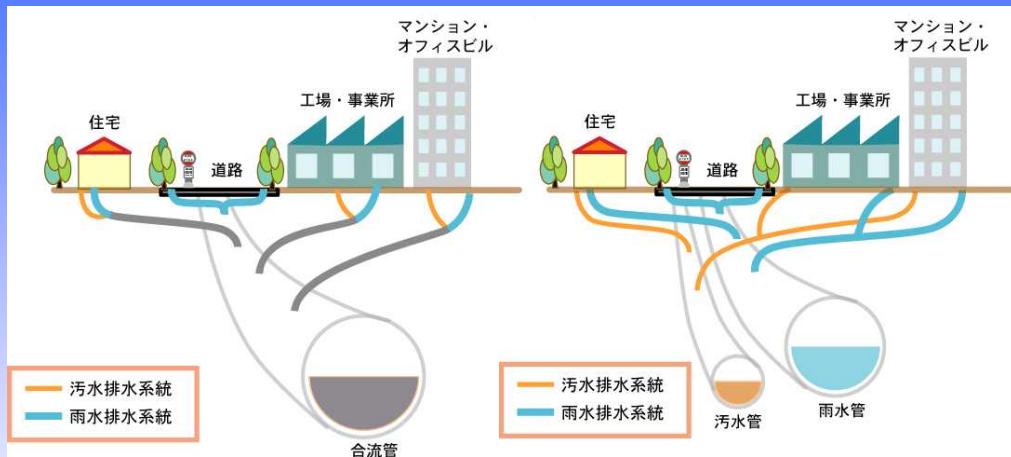 マンション・
オフィスビル
工場・事業所
住宅
道路
汚水排水系統
雨水排水系統
合流管
マンション・
オフィスビル
工場・事業所
住宅
道路
汚水排水系統
雨水排水系統
汚水管
雨水管